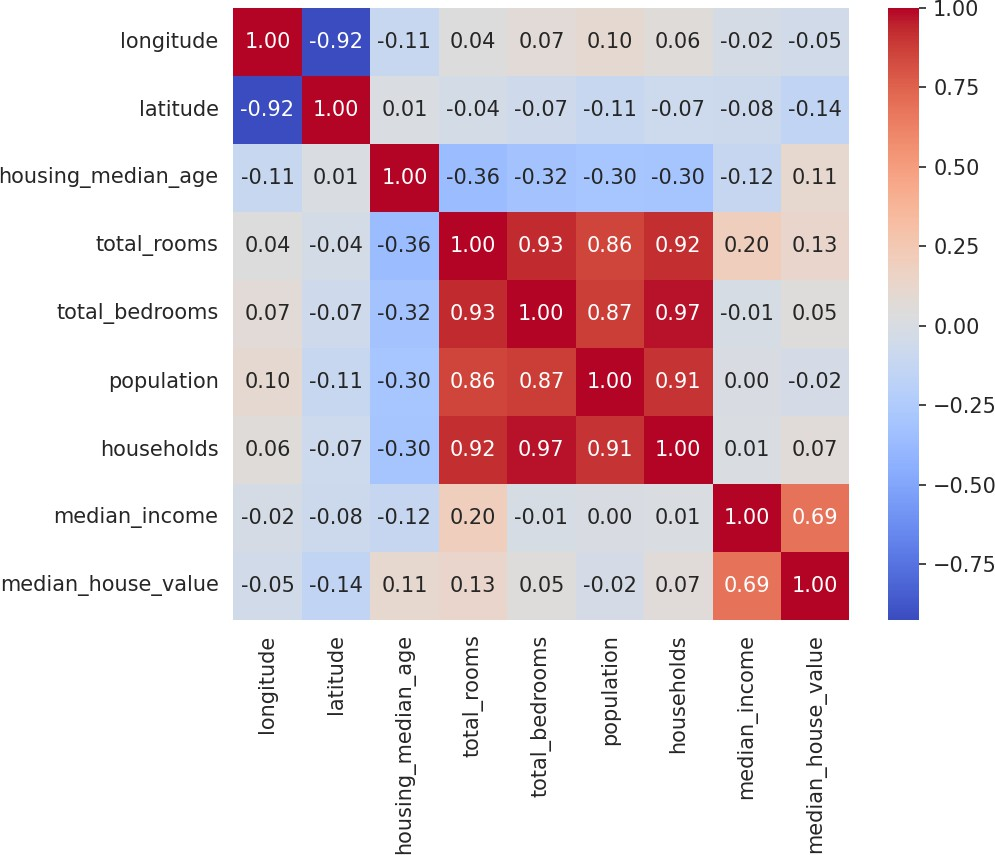 longitude 1.00 -0.92 -0.11 0.04 0.07 0.10 0.06 -0.02 -0.05
latitude -0.92 1.00 0.01 -0.04 -0.07 -0.11 -0.07 -0.08 -0.14
housing_median_age -0.11 0.01 1.00 -0.36 -0.32 -0.30 -0.30 -0.12 0.11
total_rooms 0.04 -0.04 -0.36 1.00 0.93 0.86 0.92 0.20 0.13
total_bedrooms 0.07 -0.07 -0.32 0.93 1.00 0.87 0.97 -0.01 0.05
population 0.10 -0.11 -0.30 0.86 0.87 1.00 0.91 0.00 -0.02
households 0.06 -0.07 -0.30 0.92 0.97 0.91 1.00 0.01 0.07
median_income -0.02 -0.08 -0.12 0.20 -0.01 0.00 0.01 1.00 0.69
median_house_value -0.05 -0.14 0.11 0.13 0.05 -0.02 0.07 0.69 1.00
longitude
latitude
housing_median_age
total_rooms
total_bedrooms
population
households
median_income
median_house_value
1.00
0.75
0.50
0.25
0.00
−0.25
−0.50
−0.75